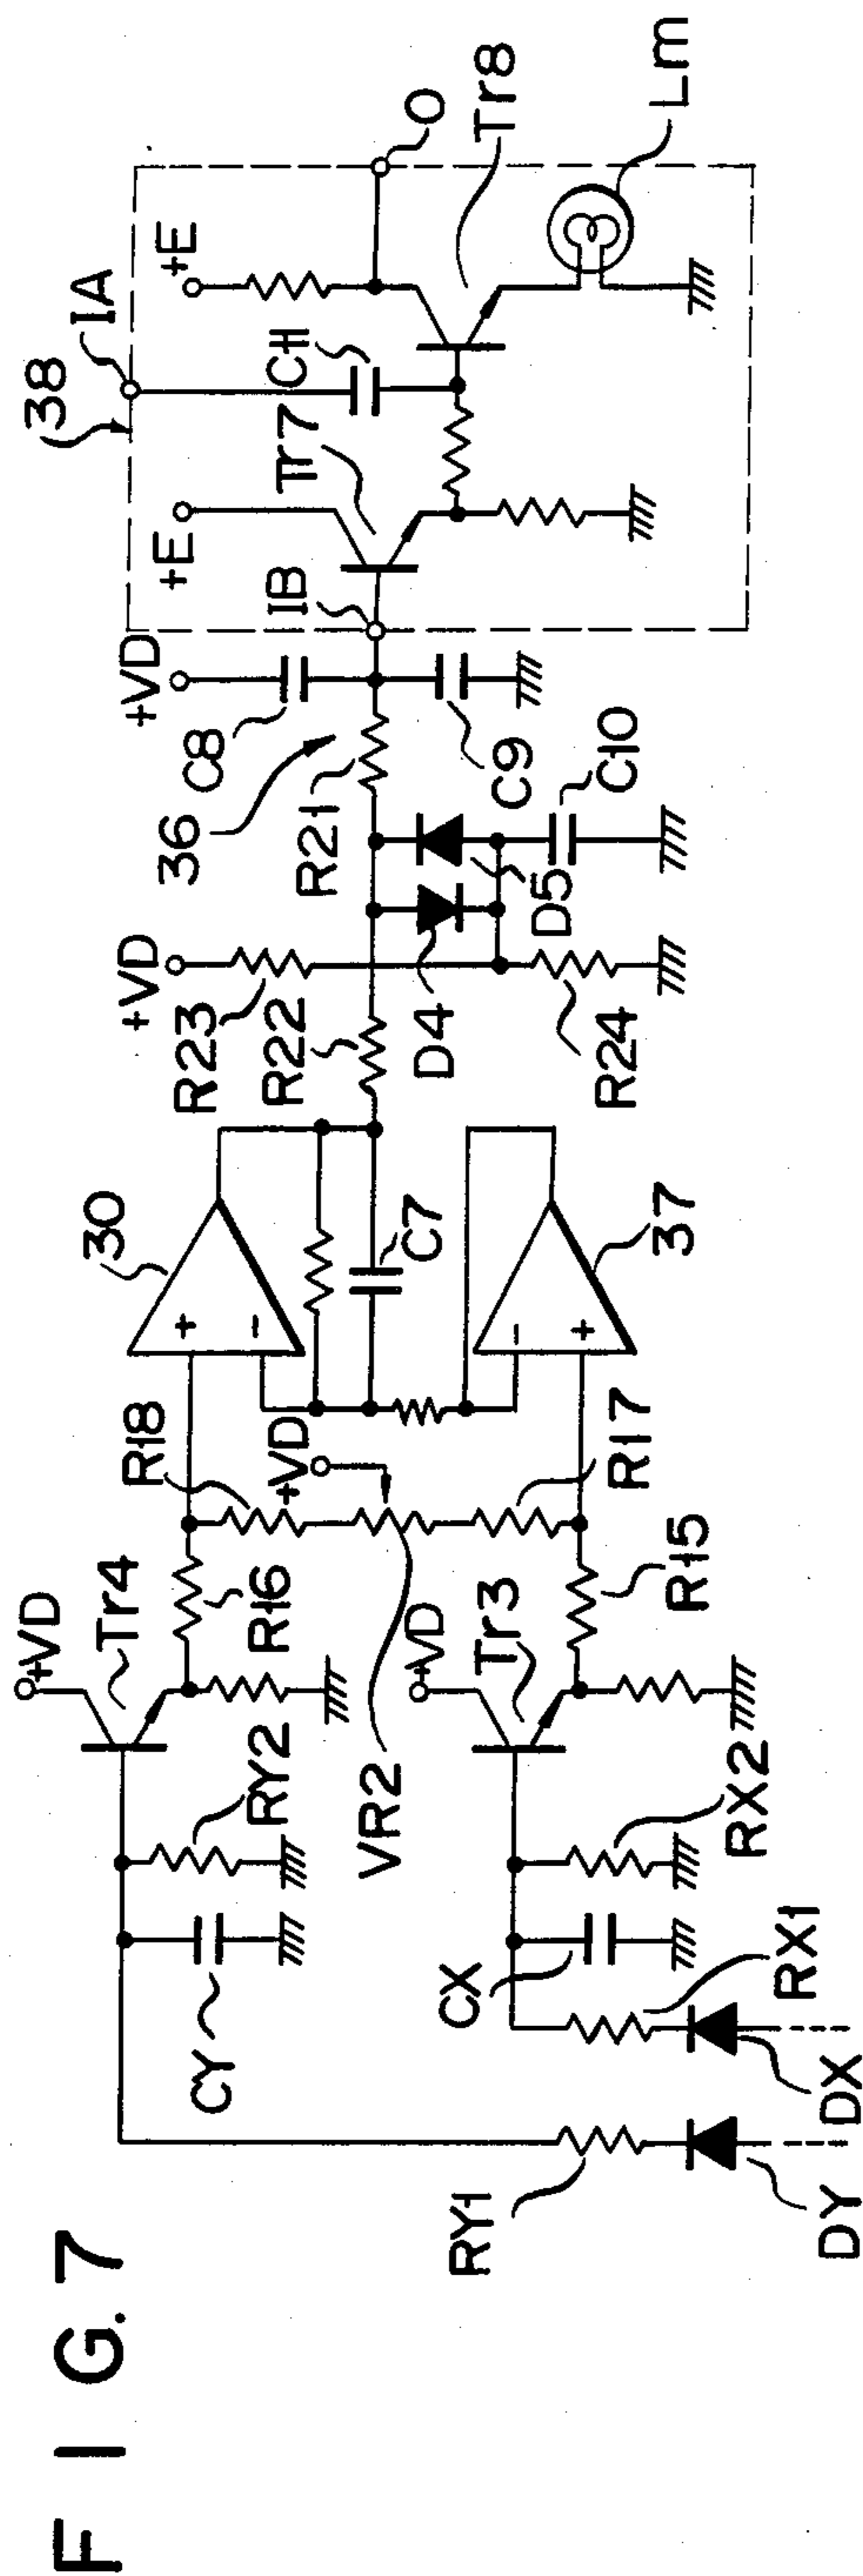 FIG. 7
DY
RY1
DX
RX1
CX
RX2
CY
RY2
VR2
+VD
Tr4
+VD
Tr3
R16
R15
R18
+VD
R17
30
+
-
37
-
+
C7
R22
R23
+VD
D4
R24
36
R21
D5
C10
C9
C8
+VD
IB
38
IA
+E
Tr7
C11
+E
O
Tr8
Lm